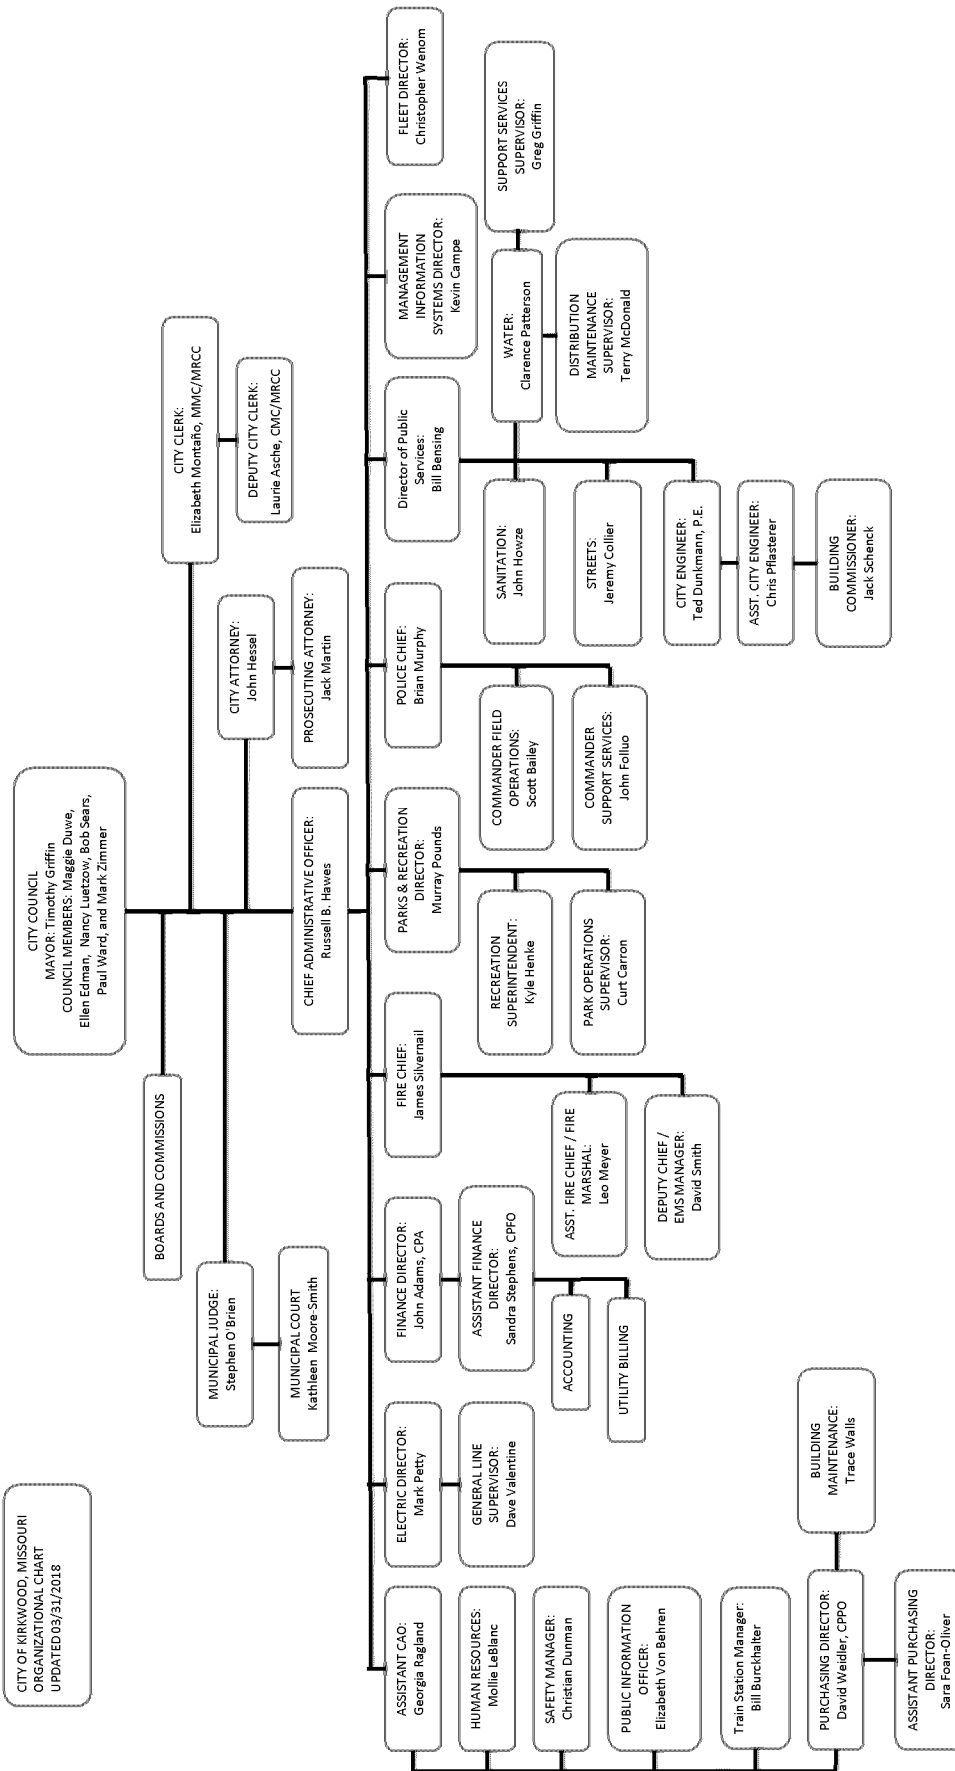 CITY OF KIRKWOOD, MISSOURI
ORGANIZATIONAL CHART
UPDATED 03/31/2018
CITY COUNCIL
MAYOR: Timothy Griffin
COUNCIL MEMBERS: Maggie Duwe,
Ellen Edman, Nancy Luetzow, Bob Sears,
Paul Ward, and Mark Zimmer
BOARDS AND COMMISSIONS
CITY CLERK:
Elizabeth Montaño, MMC/MRCC
DEPUTY CITY CLERK:
Laurie Asche, CMC/MRCC
MUNICIPAL JUDGE:
Stephen O'Brien
MUNICIPAL COURT
Kathleen Moore-Smith
CITY ATTORNEY:
John Hessel
PROSECUTING ATTORNEY:
Jack Martin
CHIEF ADMINISTRATIVE OFFICER:
Russell B. Hawes
ASSISTANT CAO:
Georgia Ragland
HUMAN RESOURCES:
Mollie LeBlanc
SAFETY MANAGER:
Christian Dunman
PUBLIC INFORMATION
OFFICER:
Elizabeth Von Behren
Train Station Manager:
Bill Burckhalter
PURCHASING DIRECTOR:
David Weidler, CPPO
BUILDING
MAINTENANCE:
Trace Walls
ASSISTANT PURCHASING
DIRECTOR:
Sara Foan-Oliver
ELECTRIC DIRECTOR:
Mark Petty
GENERAL LINE
SUPERVISOR:
Dave Valentine
FINANCE DIRECTOR:
John Adams, CPA
ASSISTANT FINANCE
DIRECTOR:
Sandra Stephens, CPFO
ACCOUNTING
UTILITY BILLING
FIRE CHIEF:
James Silvernail
ASST. FIRE CHIEF / FIRE
MARSHAL:
Leo Meyer
DEPUTY CHIEF /
EMS MANAGER:
David Smith
PARKS & RECREATION
DIRECTOR:
Murray Pounds
RECREATION
SUPERINTENDENT:
Kyle Henke
PARK OPERATIONS
SUPERVISOR:
Curt Carron
POLICE CHIEF:
Brian Murphy
COMMANDER FIELD
OPERATIONS:
Scott Bailey
COMMANDER
SUPPORT SERVICES:
John Folluo
Director of Public
Services:
Bill Bensing
SANITATION:
John Howze
WATER:
Clarence Patterson
SUPPORT SERVICES
SUPERVISOR:
Greg Griffin
DISTRIBUTION
MAINTENANCE
SUPERVISOR:
Terry McDonald
STREETS:
Jeremy Collier
CITY ENGINEER:
Ted Dunkmann, P.E.
ASST. CITY ENGINEER:
Chris Pflasterer
BUILDING
COMMISSIONER:
Jack Schenck
MANAGEMENT
INFORMATION
SYSTEMS DIRECTOR:
Kevin Campe
FLEET DIRECTOR:
Christopher Wenom